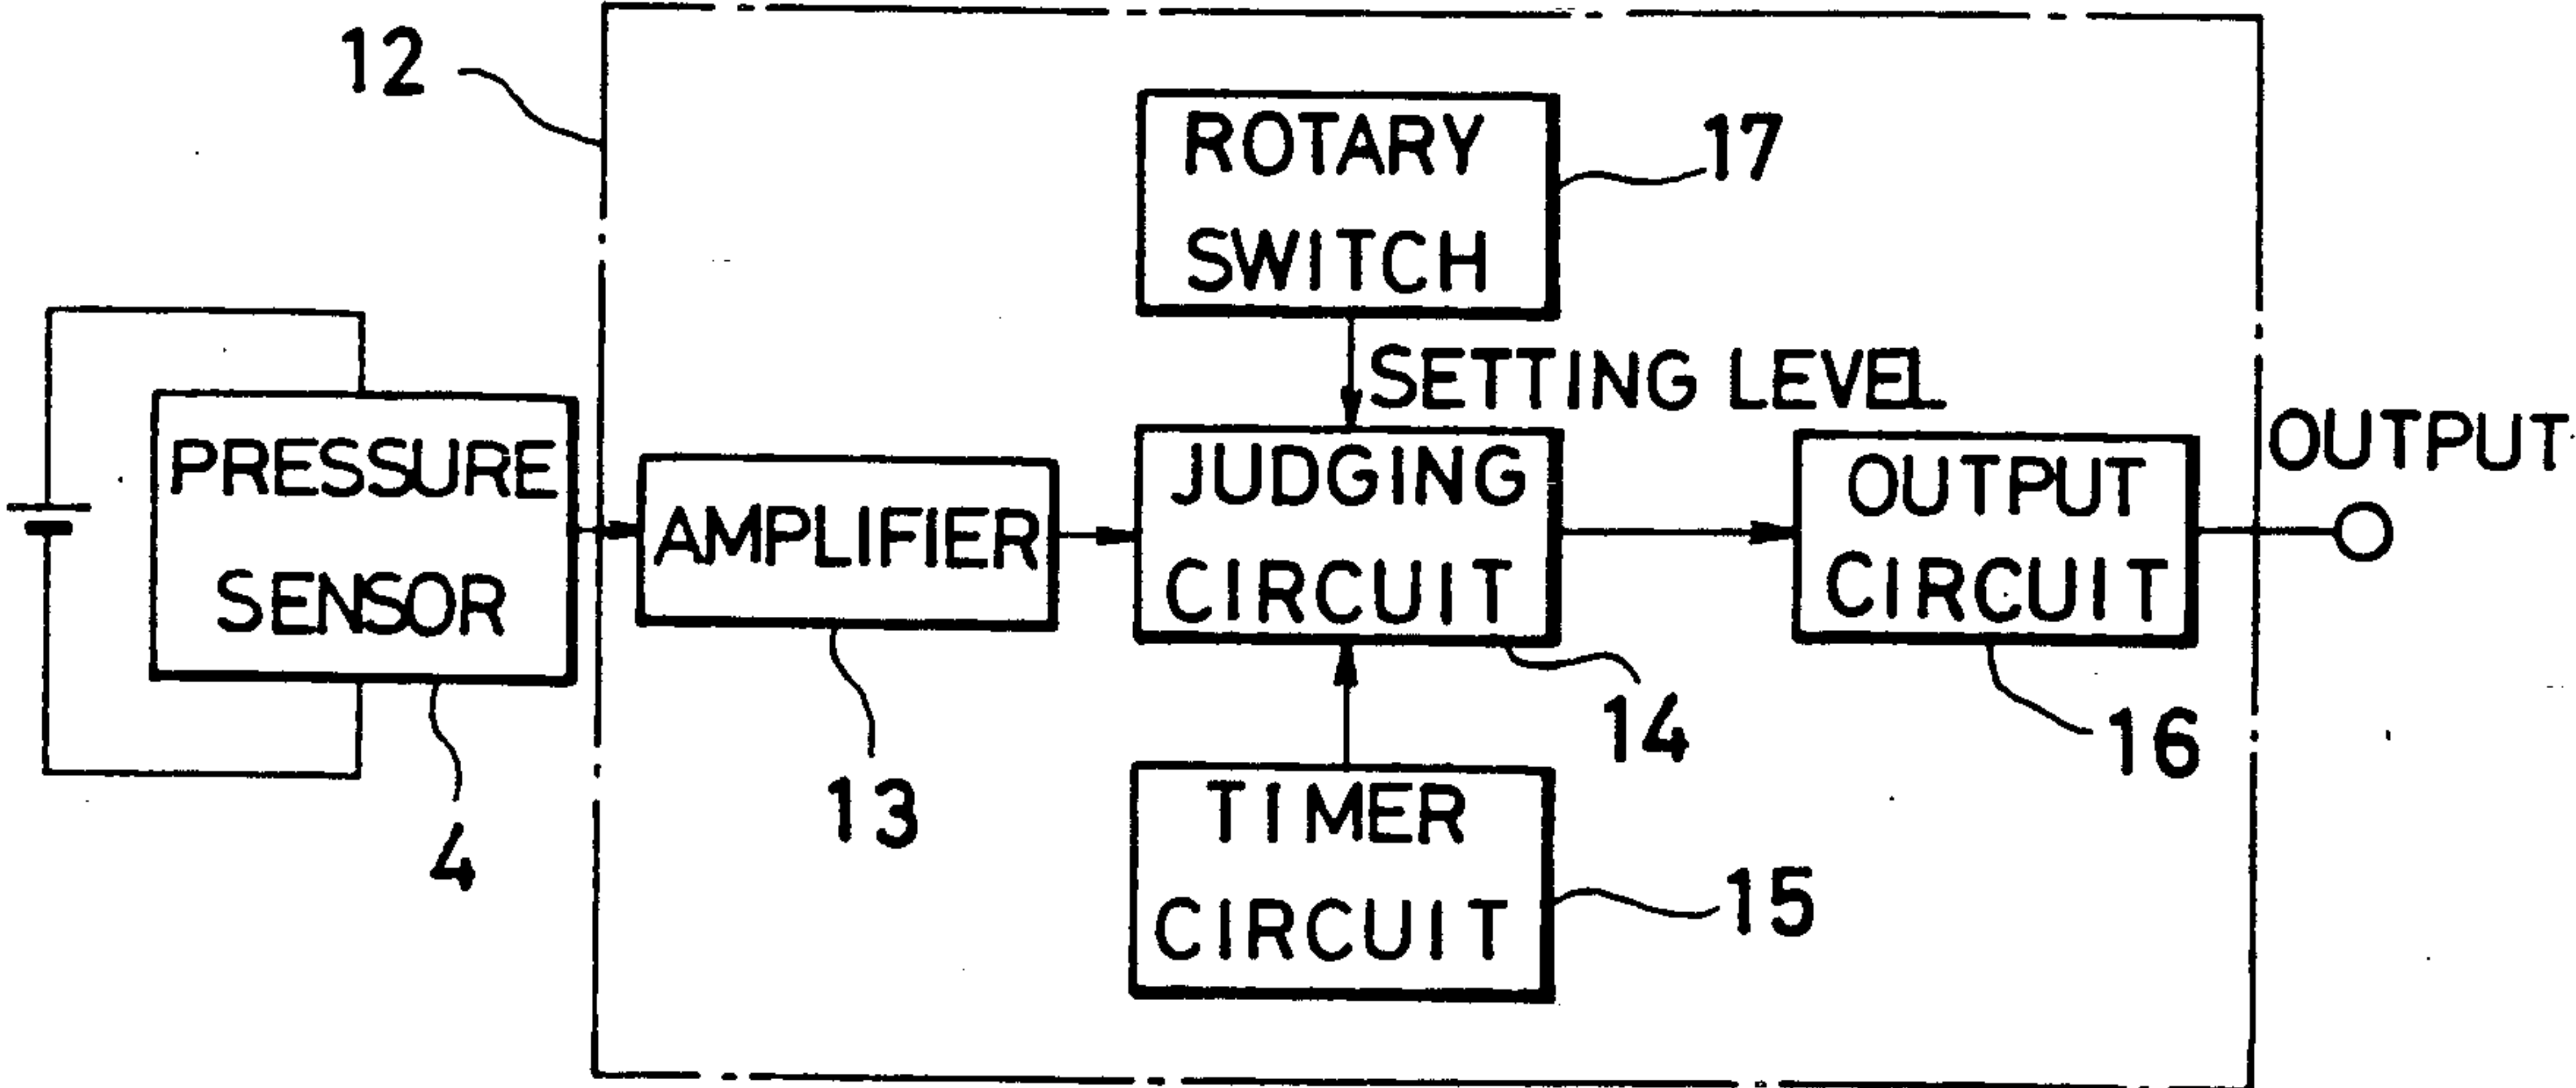 12
ROTARY
SWITCH
17
SETTING LEVEL
PRESSURE
SENSOR
4
AMPLIFIER
13
JUDGING
CIRCUIT
14
OUTPUT
CIRCUIT
16
OUTPUT
TIMER
CIRCUIT
15